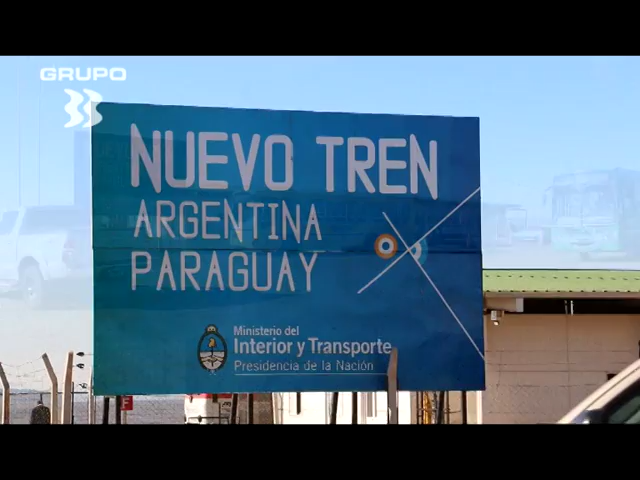 GRUPO
NUEVO TREN
ARGENTINA
PARAGUAY
Ministerio del
Interior y Transporte
Presidencia de la Nación